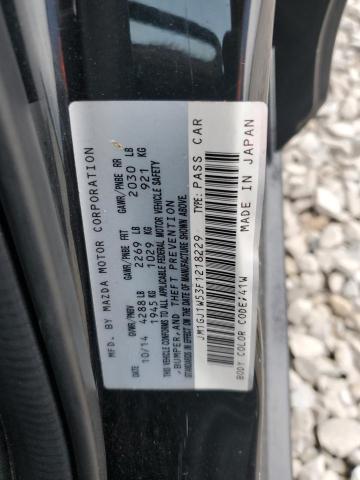 MFD BY MAZDA MOTOR CORPORATION
GVWR/PNBV GAWR/PNBE FRT GAWR/PNBE RR
10/14 4288 LB 2269 LB 2030 LB
1945 KG 1029 KG 921 KG
THIS VEHICLE CONFORMS TO ALL APPLICABLE FEDERAL MOTOR VEHICLE SAFETY
,BUMPER,AND THEFT PREVENTION
STANDARDS IN EFFECT ON THE DATE OF MANUFACTURE SHOWN ABOVE
JM1GJ1W53F1218229 TYPE:PASS CAR
BODY COLOR CODE:41W MADE IN JAPAN